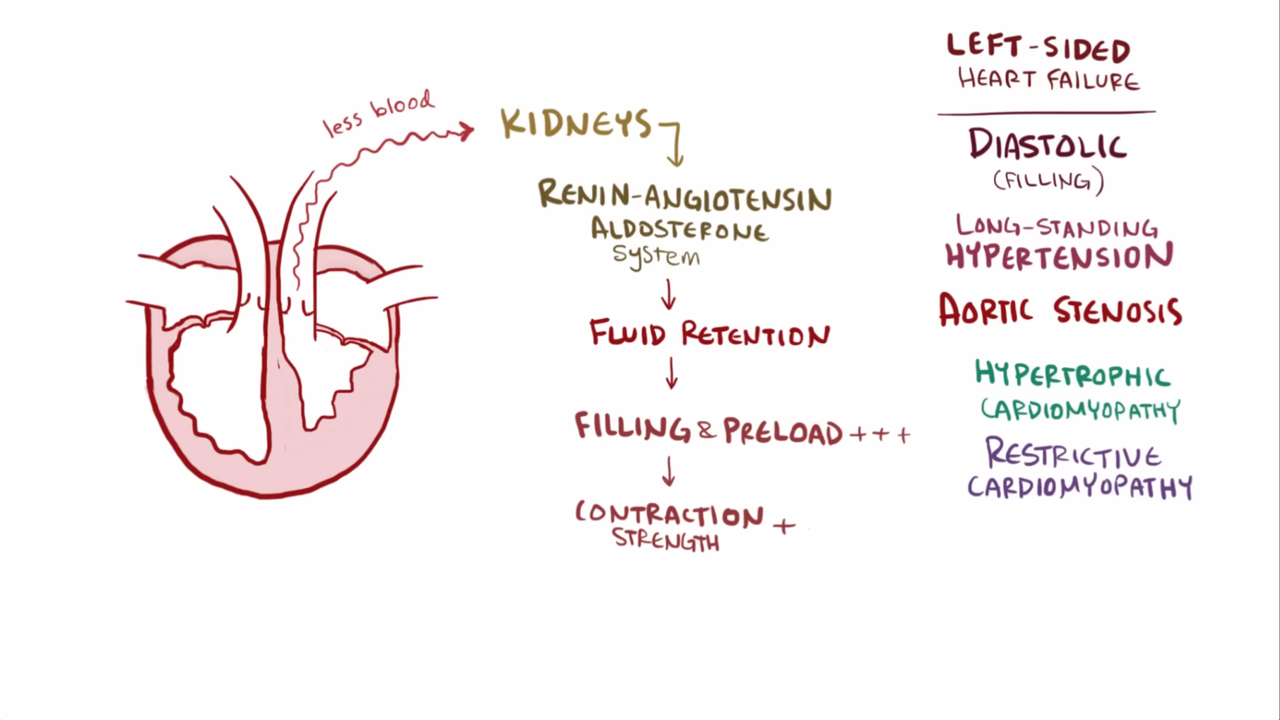 less blood
KIDNEYS
RENIN-ANGIOTENSIN
ALDOSTERONE
System
FLUID RETENTION
FILLING & PRELOAD +++
CONTRACTION +
STRENGTH
LEFT-SIDED
HEART FAILURE
DIASTOLIC
(FILLING)
LONG-STANDING
HYPERTENSION
AORTIC STENOSIS
HYPERTROPHIC
CARDIOMYOPATHY
RESTRICTIVE
CARDIOMYOPATHY